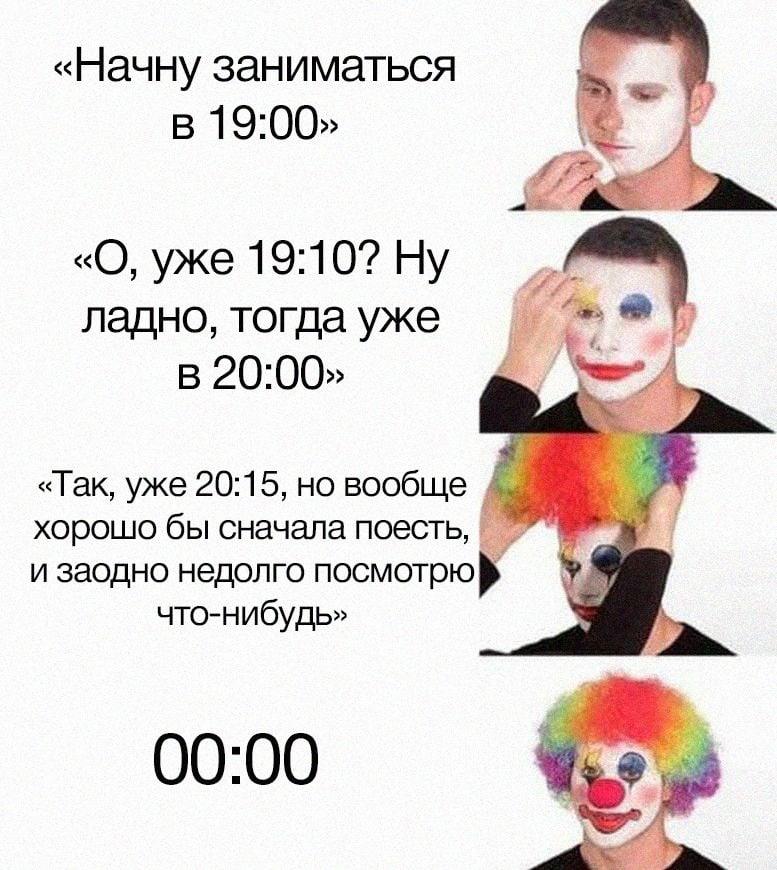 «Начну заниматься
в 19:00»
«О, уже 19:10? Ну
ладно, тогда уже
в 20:00»
«Так, уже 20:15, но вообще
хорошо бы сначала поесть,
и заодно недолго посмотрю
что-нибудь»
00:00